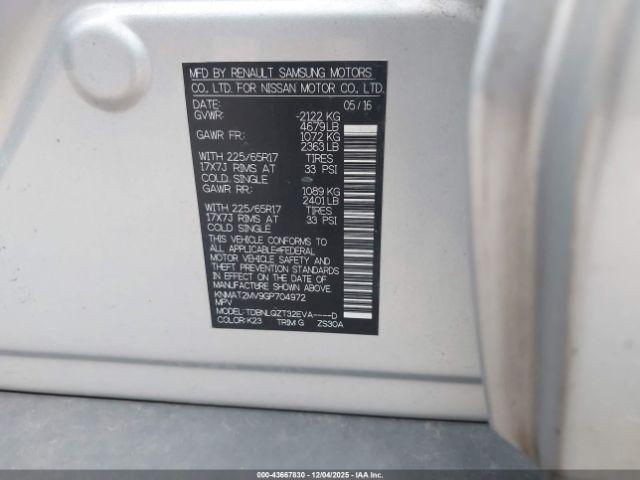 MFD BY RENAULT SAMSUNG MOTORS
CO., LTD. FOR NISSAN MOTOR CO., LTD.
DATE: 05/16
GVWR: -2122 KG
4679 LB
GAWR FR: 1072 KG
2363 LB
WITH 225/65R17 TIRES
17X7J RIMS AT 33 PSI
COLD. SINGLE
GAWR RR: 1089 KG
2401 LB
WITH 225/65R17 TIRES
17X7J RIMS AT 33 PSI
COLD SINGLE
THIS VEHICLE CONFORMS TO
ALL APPLICABLE FEDERAL
MOTOR VEHICLE SAFETY AND
THEFT PREVENTION STANDARDS
IN EFFECT ON THE DATE OF
MANUFACTURE SHOWN ABOVE.
KNMAT2MV9GP704972
MPV
MODEL: TDBNLGZT32EVA-----D
COLOR: K23 TRIM: G ZS30A
000-43667830 - 12/04/2025 - IAAI.COM